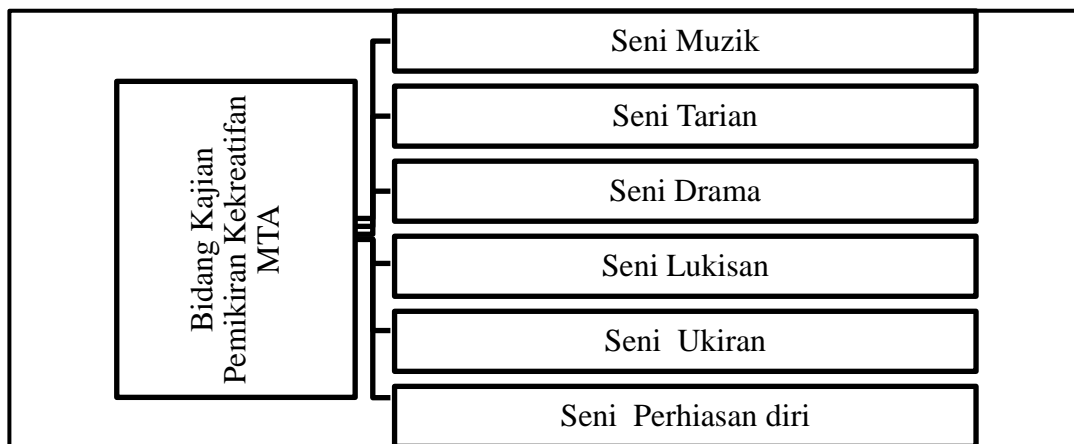 Bidang Kajian
Pemikiran Kekreatifan
MTA
Seni Muzik
Seni Tarian
Seni Drama
Seni Lukisan
Seni Ukiran
Seni Perhiasan diri